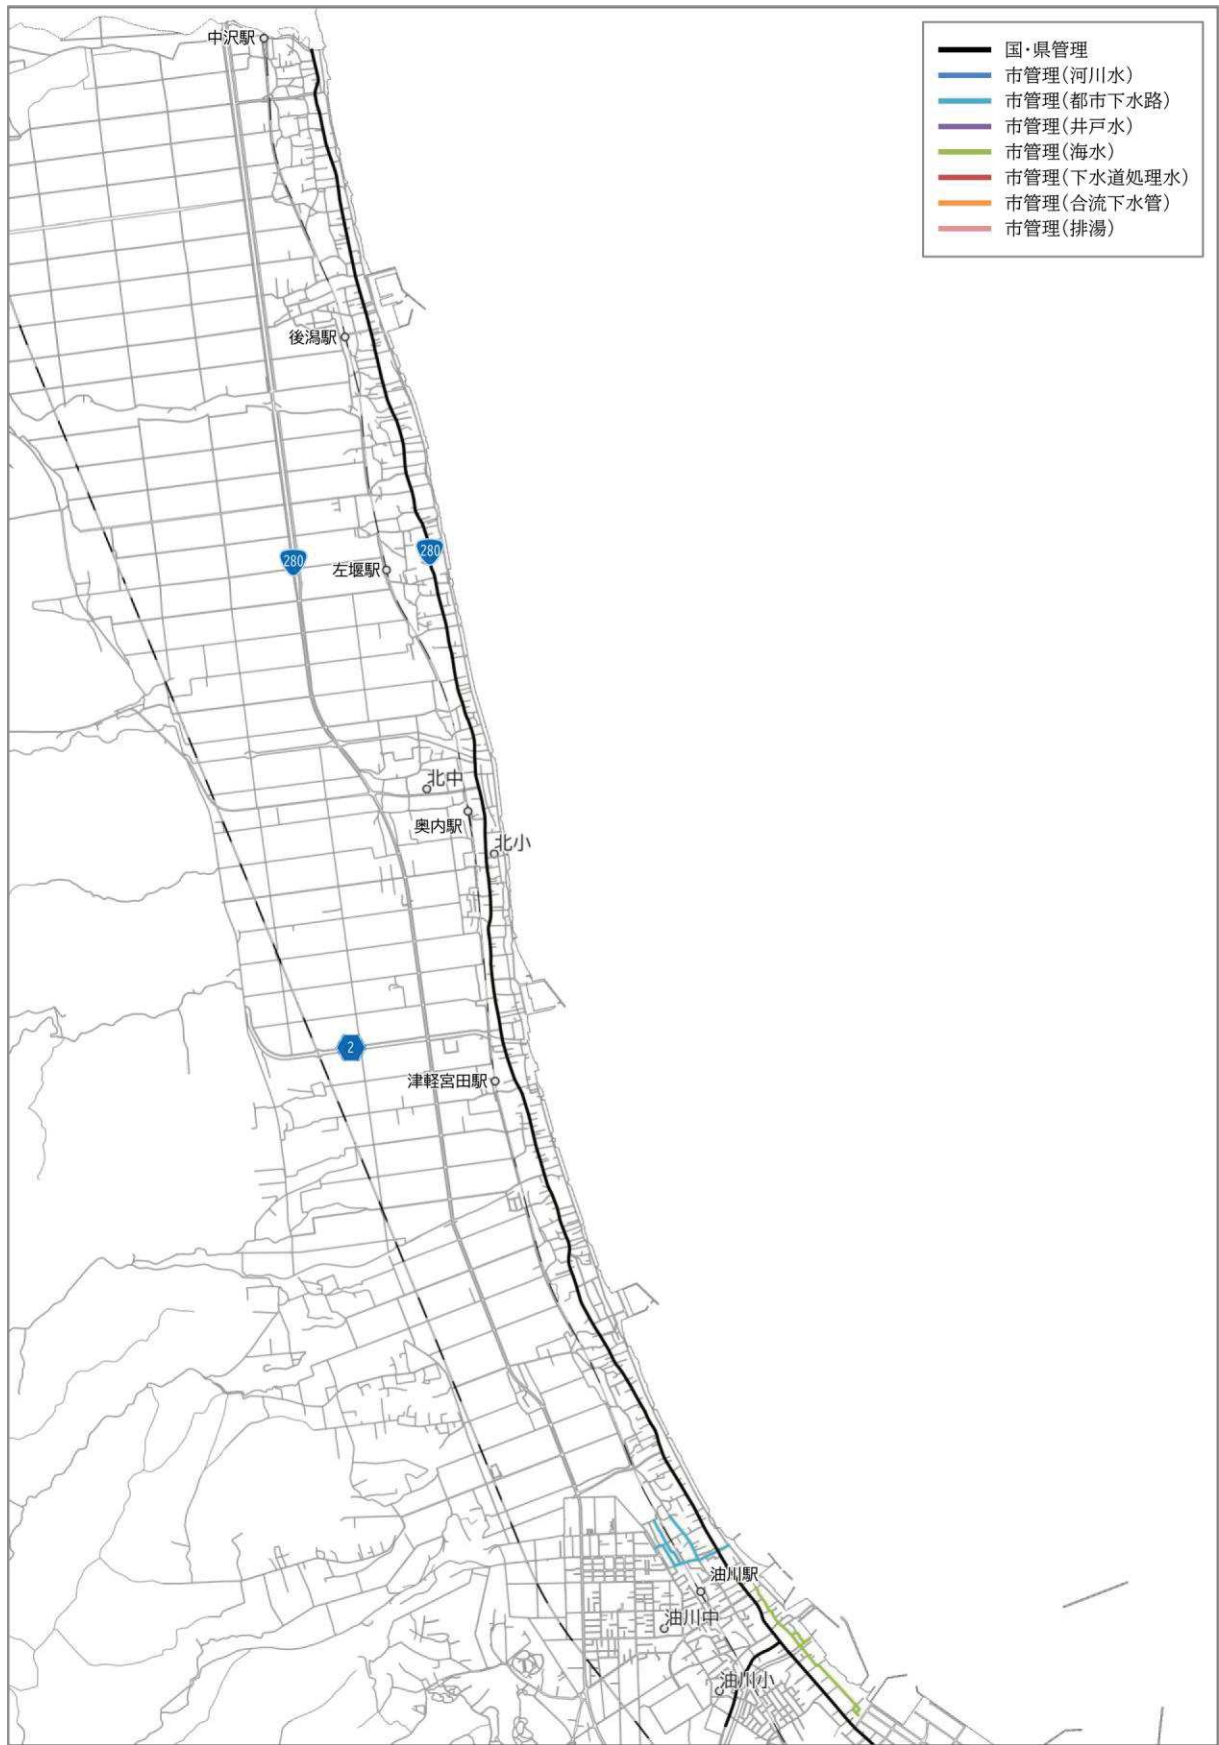 国・県管理
市管理(河川水)
市管理(都市下水路)
市管理(井戸水)
市管理(海水)
市管理(下水道処理水)
市管理(合流下水管)
市管理(排湯)
中沢駅
後潟駅
280
280
左堰駅
北中
奥内駅
北小
2
津軽宮田駅
油川駅
油川中
油川小